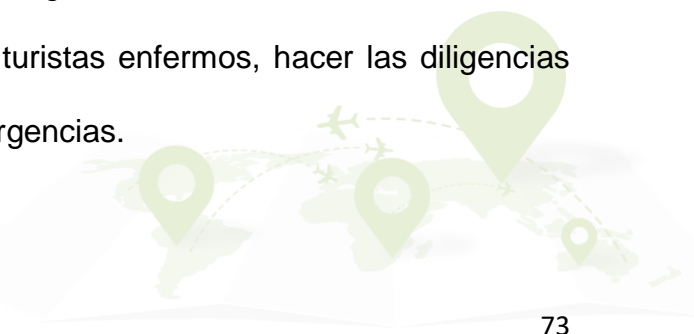 turistas enfermos, hacer las diligencias
rgencias.
73